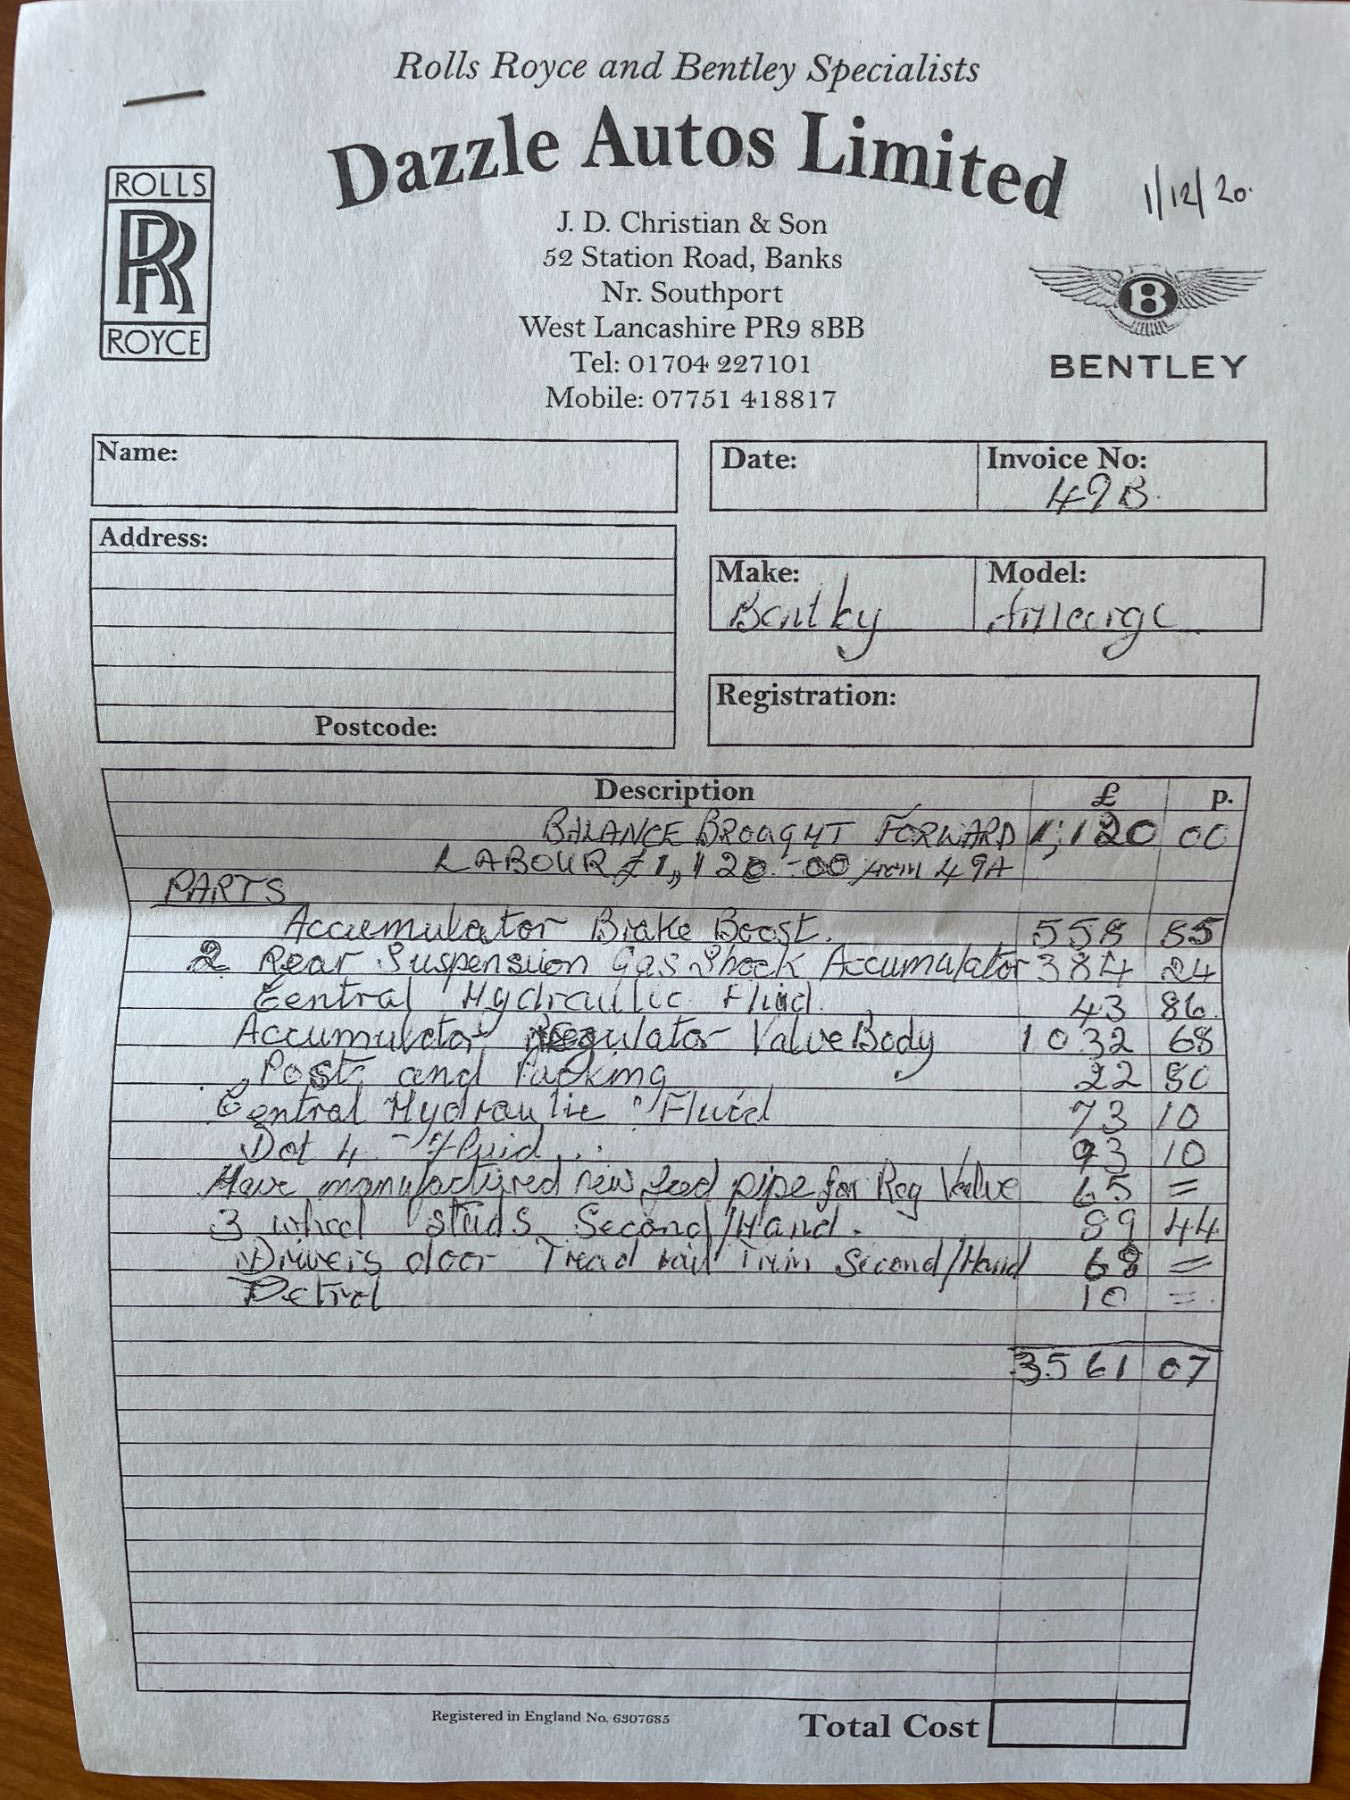 Rolls Royce and Bentley Specialists
Dazzle Autos Limited
1/12/20.
ROLLS
RR
ROYCE
J. D. Christian & Son
52 Station Road, Banks
Nr. Southport
West Lancashire PR9 8BB
Tel: 01704 227101
Mobile: 07751 418817
B
BENTLEY
Name:
Date:
Invoice No:
49B.
Address:
Postcode:
Make:
Bentley
Model:
Arnarge
Registration:
Description £ p.
BALANCE BROUGHT FORWARD 1,120 00
LABOUR £1,120-00 from 49A
PARTS
Accumulator Brake Boost. 558 85
2 Rear Suspension Gas Shock Accumulator 384 24
Central Hydraulic Fluid. 43 86.
Accumulator Regulator Valve Body 1032 68
Post and Packing 22 80
Central Hydraulic Fluid 73 10
Dot 4 Fluid 93 10
Have manufactured new feed pipe for Reg Valve 65 =
3 wheel studs Second/Hand. 89 44
Drivers door Tread rail Trim Second/Hand 68 =
Petrol 10 =
3561 07
Registered in England No. 6307685
Total Cost